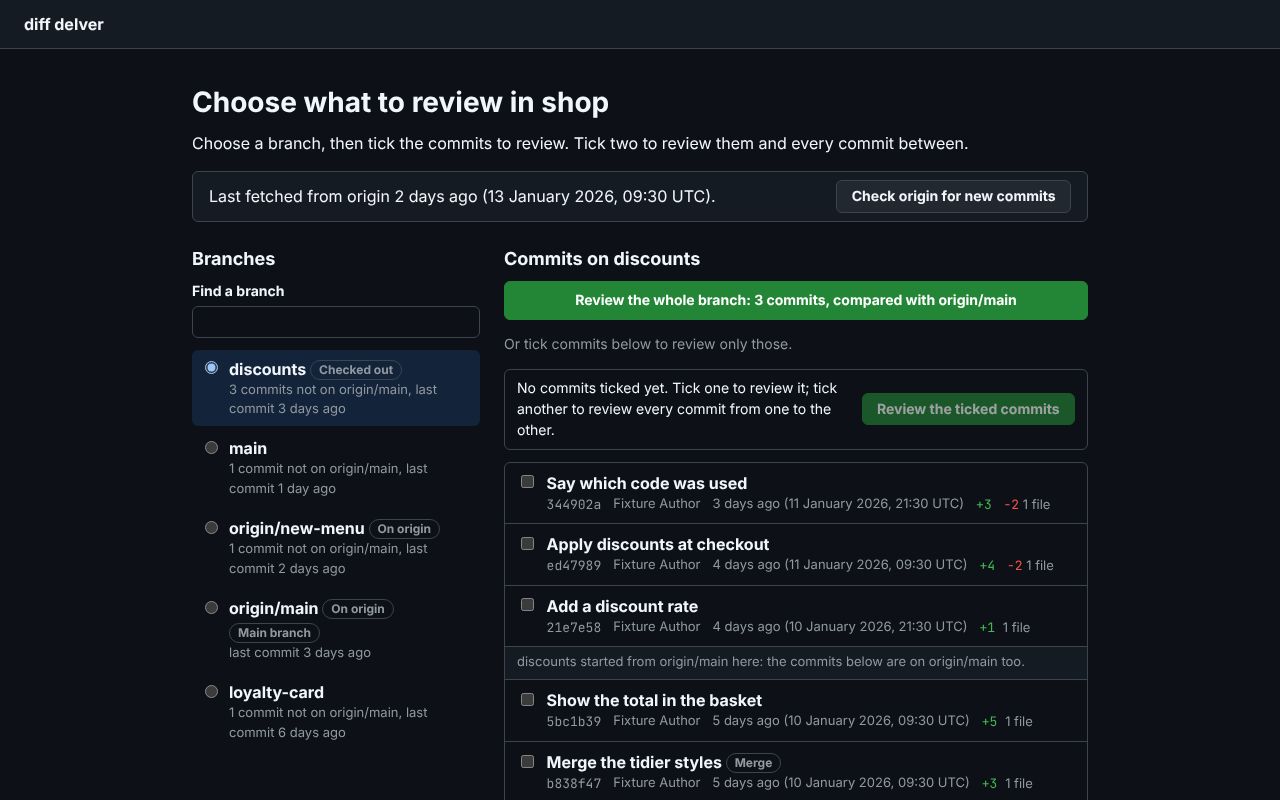 diff delver
Choose what to review in shop
Choose a branch, then tick the commits to review. Tick two to review them and every commit between.
Last fetched from origin 2 days ago (13 January 2026, 09:30 UTC).
Check origin for new commits
Branches
Find a branch
discounts Checked out
3 commits not on origin/main, last
commit 3 days ago
main
1 commit not on origin/main, last
commit 1 day ago
origin/new-menu On origin
1 commit not on origin/main, last
commit 2 days ago
origin/main On origin
Main branch
last commit 3 days ago
loyalty-card
1 commit not on origin/main, last
commit 6 days ago
Commits on discounts
Review the whole branch: 3 commits, compared with origin/main
Or tick commits below to review only those.
No commits ticked yet. Tick one to review it; tick
another to review every commit from one to the
other.
Review the ticked commits
Say which code was used
344902a Fixture Author 3 days ago (11 January 2026, 21:30 UTC) +3 -2 1 file
Apply discounts at checkout
ed47989 Fixture Author 4 days ago (11 January 2026, 09:30 UTC) +4 -2 1 file
Add a discount rate
21e7e58 Fixture Author 4 days ago (10 January 2026, 21:30 UTC) +1 1 file
discounts started from origin/main here: the commits below are on origin/main too.
Show the total in the basket
5bc1b39 Fixture Author 5 days ago (10 January 2026, 09:30 UTC) +5 1 file
Merge the tidier styles Merge
b838f47 Fixture Author 5 days ago (10 January 2026, 09:30 UTC) +3 1 file